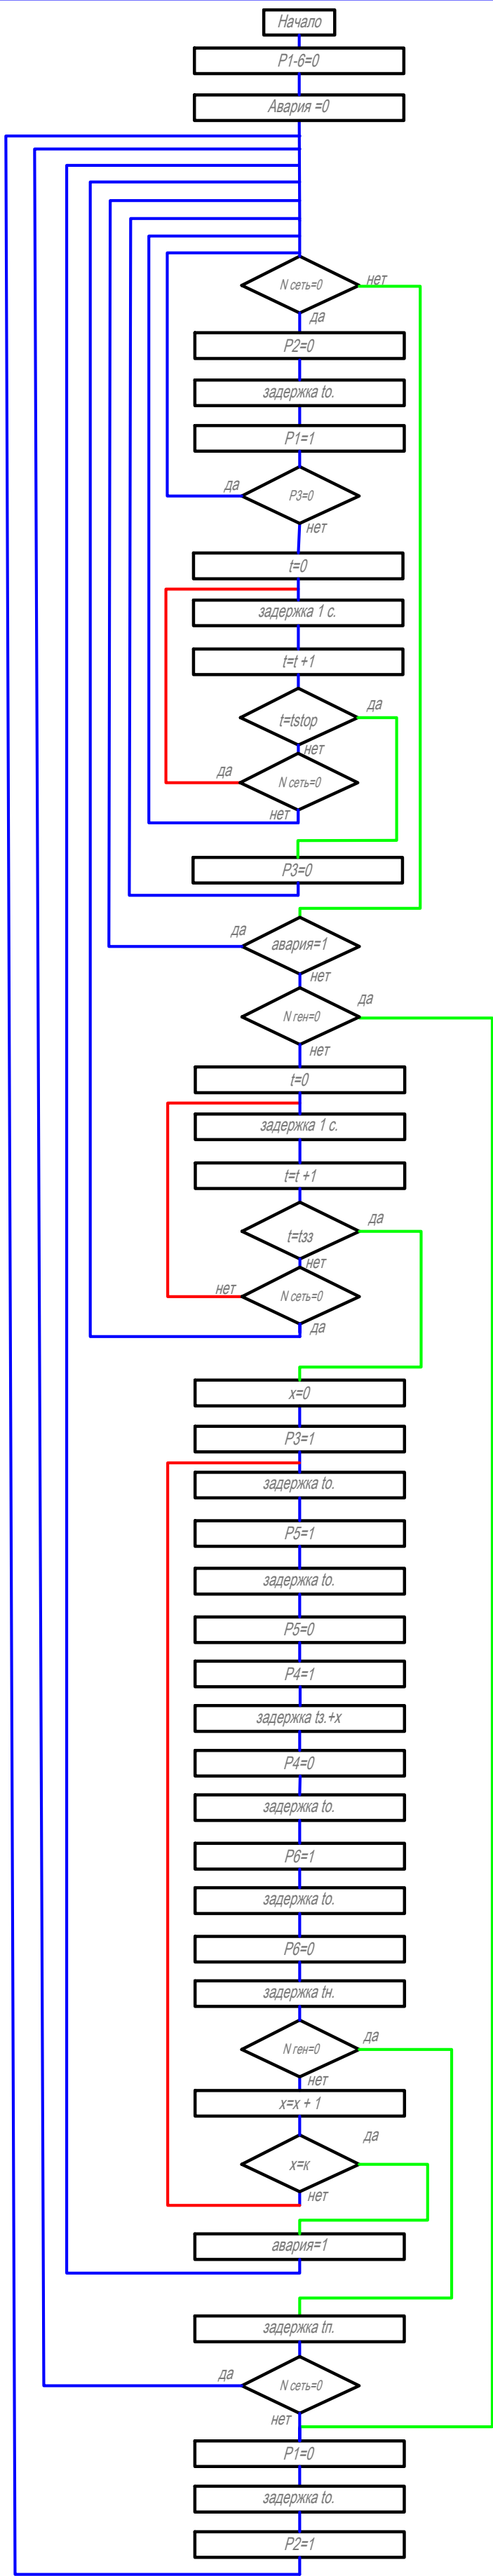 Начало
P1-6=0
Авария =0
N сеть=0
нет
да
P2=0
задержка to.
P1=1
да
P3=0
нет
t=0
задержка 1 с.
t=t +1
да
t=tstop
нет
да
N сеть=0
нет
P3=0
да
авария=1
нет
да
N ген=0
нет
t=0
задержка 1 с.
t=t +1
да
t=tзз
нет
нет
N сеть=0
да
x=0
P3=1
задержка to.
P5=1
задержка to.
P5=0
P4=1
задержка tз.+x
P4=0
задержка to.
P6=1
задержка to.
P6=0
задержка tн.
да
N ген=0
нет
x=x + 1
да
x=к
нет
авария=1
задержка tп.
да
N сеть=0
нет
P1=0
задержка to.
P2=1